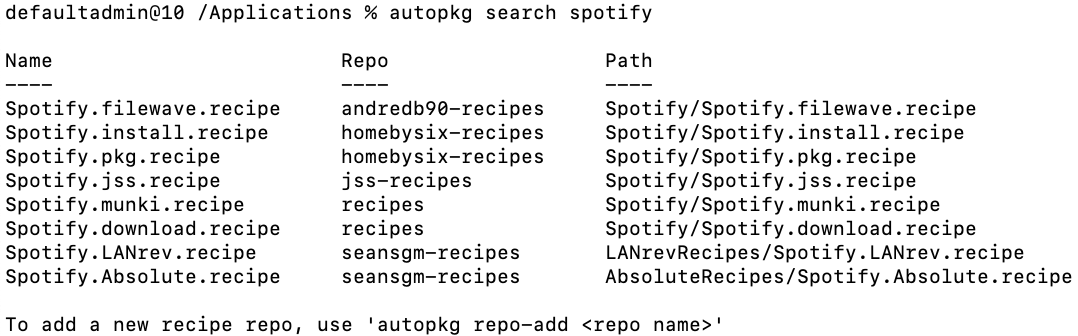 defaultadmin@10 /Applications % autopkg search spotify
Name Repo Path
---- ---- ----
Spotify.filewave.recipe andredb90-recipes Spotify/Spotify.filewave.recipe
Spotify.install.recipe homebysix-recipes Spotify/Spotify.install.recipe
Spotify.pkg.recipe homebysix-recipes Spotify/Spotify.pkg.recipe
Spotify.jss.recipe jss-recipes Spotify/Spotify.jss.recipe
Spotify.munki.recipe recipes Spotify/Spotify.munki.recipe
Spotify.download.recipe recipes Spotify/Spotify.download.recipe
Spotify.LANrev.recipe seansgm-recipes LANrevRecipes/Spotify.LANrev.recipe
Spotify.Absolute.recipe seansgm-recipes AbsoluteRecipes/Spotify.Absolute.recipe
To add a new recipe repo, use 'autopkg repo-add <repo name>'